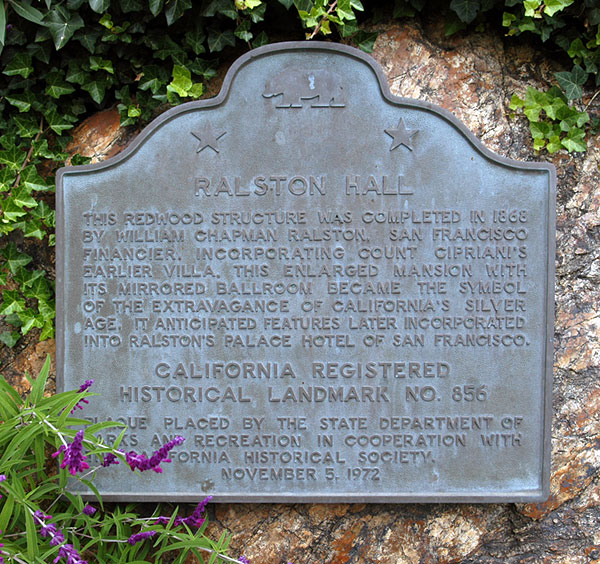 RALSTON HALL
THIS REDWOOD STRUCTURE WAS COMPLETED IN 1868
BY WILLIAM CHAPMAN RALSTON, SAN FRANCISCO
FINANCIER. INCORPORATING COUNT CIPRIANI'S
EARLIER VILLA, THIS ENLARGED MANSION WITH
ITS MIRRORED BALLROOM BECAME THE SYMBOL
OF THE EXTRAVAGANCE OF CALIFORNIA'S SILVER
AGE. IT ANTICIPATED FEATURES LATER INCORPORATED
INTO RALSTON'S PALACE HOTEL OF SAN FRANCISCO.
CALIFORNIA REGISTERED
HISTORICAL LANDMARK NO. 856
PLAQUE PLACED BY THE STATE DEPARTMENT OF
PARKS AND RECREATION IN COOPERATION WITH
CALIFORNIA HISTORICAL SOCIETY.
NOVEMBER 5, 1972